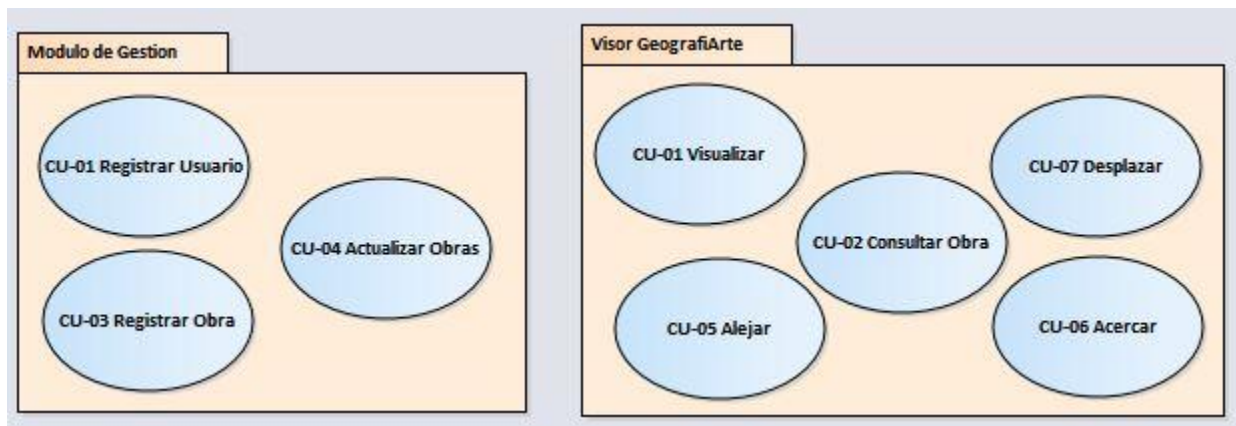 Modulo de Gestion
CU-01 Registrar Usuario
CU-04 Actualizar Obras
CU-03 Registrar Obra
Visor GeografiArte
CU-01 Visualizar
CU-07 Desplazar
CU-02 Consultar Obra
CU-05 Alejar
CU-06 Acercar